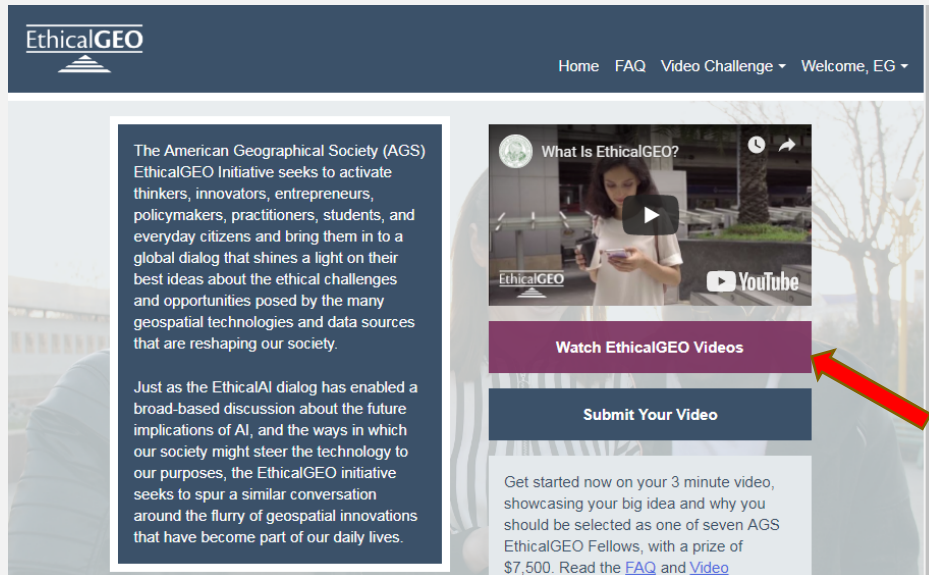 EthicalGEO
Home FAQ Video Challenge Welcome, EG
The American Geographical Society (AGS)
EthicalGEO Initiative seeks to activate
thinkers, innovators, entrepreneurs,
policymakers, practitioners, students, and
everyday citizens and bring them in to a
global dialog that shines a light on their
best ideas about the ethical challenges
and opportunities posed by the many
geospatial technologies and data sources
that are reshaping our society.
Just as the EthicalAI dialog has enabled a
broad-based discussion about the future
implications of AI, and the ways in which
our society might steer the technology to
our purposes, the EthicalGEO initiative
seeks to spur a similar conversation
around the flurry of geospatial innovations
that have become part of our daily lives.
What Is EthicalGEO?
EthicalGEO
YouTube
Watch EthicalGEO Videos
Submit Your Video
Get started now on your 3 minute video,
showcasing your big idea and why you
should be selected as one of seven AGS
EthicalGEO Fellows, with a prize of
$7,500. Read the FAQ and Video